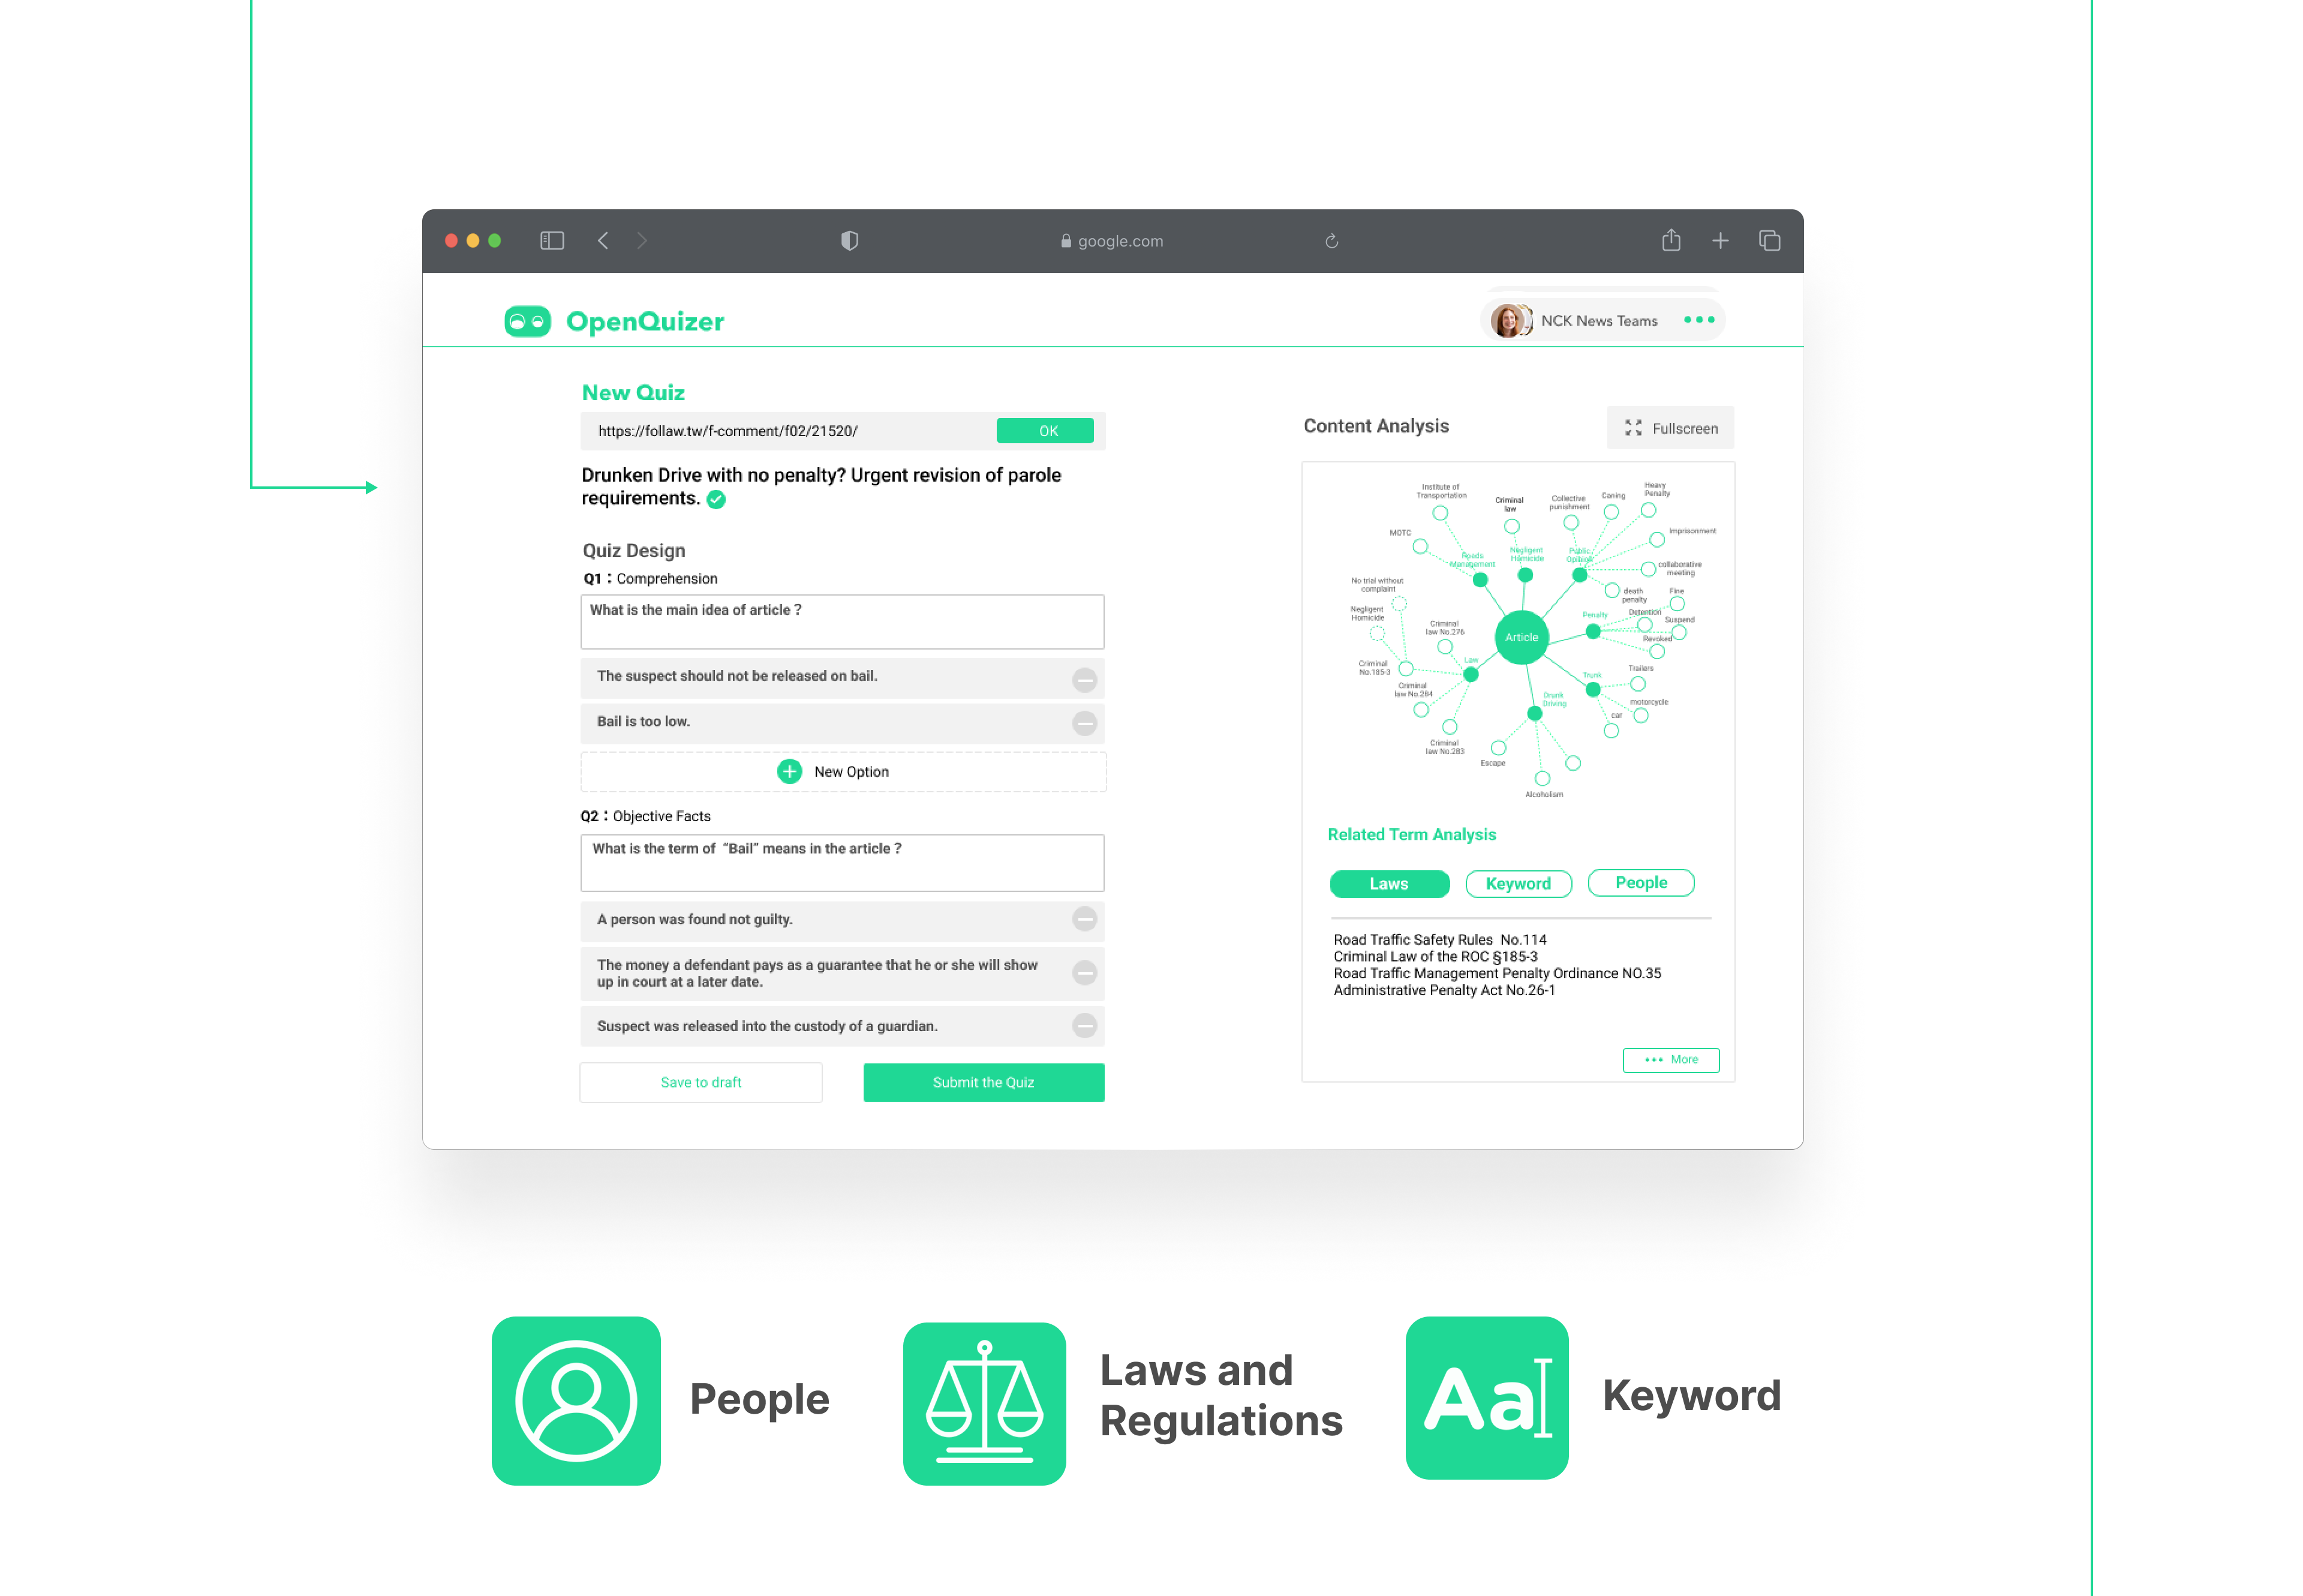 google.com
OpenQuizer
NCK News Teams
New Quiz
https://follaw.tw/f-comment/f02/21520/
OK
Drunken Drive with no penalty? Urgent revision of parole
requirements.
Quiz Design
Q1：Comprehension
What is the main idea of article ?
The suspect should not be released on bail.
Bail is too low.
New Option
Q2：Objective Facts
What is the term of “Bail” means in the article ?
A person was found not guilty.
The money a defendant pays as a guarantee that he or she will show
up in court at a later date.
Suspect was released into the custody of a guardian.
Save to draft
Submit the Quiz
Content Analysis
Fullscreen
Institute of
Transportation
Criminal
law
Collective
punishment
Caning
Heavy
Penalty
MOTC
Imprisonment
Roads
Management
Negligent
Homicide
Public
collaborative
meeting
No trial without
complaint
death
penalty
Fine
Negligent
Homicide
Criminal
law No.276
Article
Penalty
Detention
Suspend
Revoked
Criminal
No.185-3
Law
Trunk
Trailers
Criminal
law No.284
Drunk
Driving
motorcycle
car
Criminal
law No.283
Escape
Alcoholism
Related Term Analysis
Laws
Keyword
People
Road Traffic Safety Rules No.114
Criminal Law of the ROC §185-3
Road Traffic Management Penalty Ordinance NO.35
Administrative Penalty Act No.26-1
More
People
Laws and
Regulations
Aa
Keyword